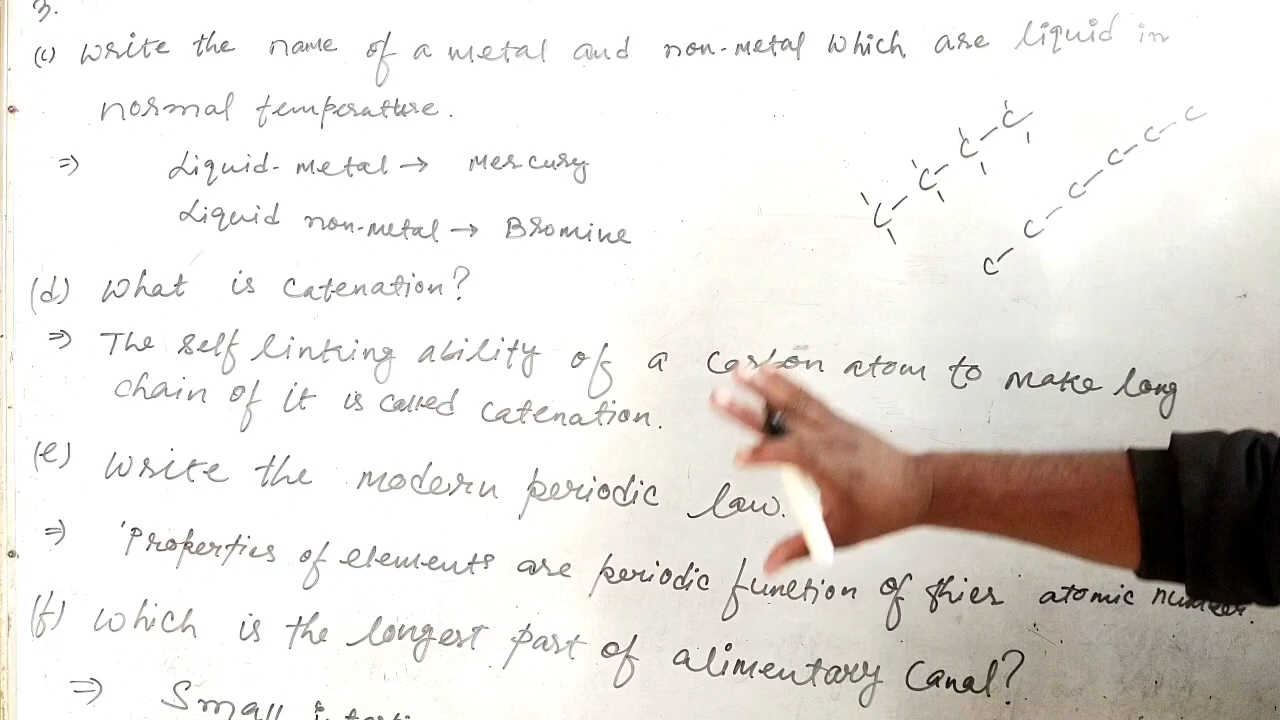 3.
(c) Write the name of a metal and non-metal which are liquid in
normal temperature.
⇒ Liquid-metal → Mercury
Liquid non-metal → Bromine
C - C - C - C
C - C - C - C - C - C
(d) What is catenation?
⇒ The self linking ability of a carbon atom to make long
chain of it is called catenation.
(e) Write the modern periodic law.
⇒ 'Properties of elements are periodic function of thier atomic number.
(f) Which is the longest part of alimentary canal?
⇒ Small